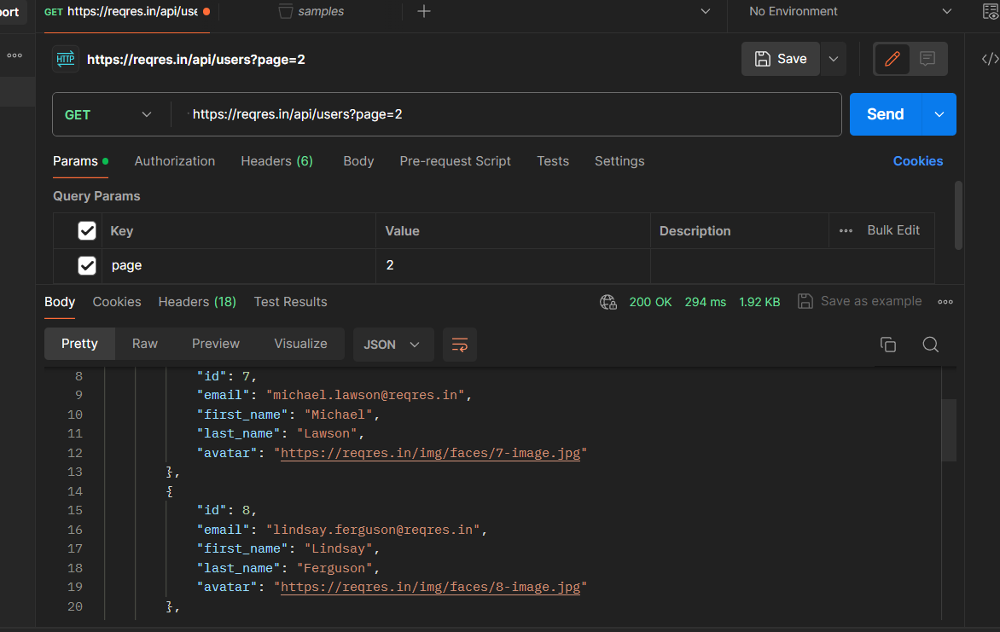 ort GET https://reqres.in/api/use samples No Environment
HTTP https://reqres.in/api/users?page=2 Save
GET https://reqres.in/api/users?page=2 Send
Params Authorization Headers (6) Body Pre-request Script Tests Settings Cookies
Query Params
Key Value Description Bulk Edit
page 2
Body Cookies Headers (18) Test Results 200 OK 294 ms 1.92 KB Save as example
Pretty Raw Preview Visualize JSON
8 "id": 7,
9 "email": "michael.lawson@reqres.in",
10 "first_name": "Michael",
11 "last_name": "Lawson",
12 "avatar": "https://reqres.in/img/faces/7-image.jpg"
13 },
14 {
15 "id": 8,
16 "email": "lindsay.ferguson@reqres.in",
17 "first_name": "Lindsay",
18 "last_name": "Ferguson",
19 "avatar": "https://reqres.in/img/faces/8-image.jpg"
20 },